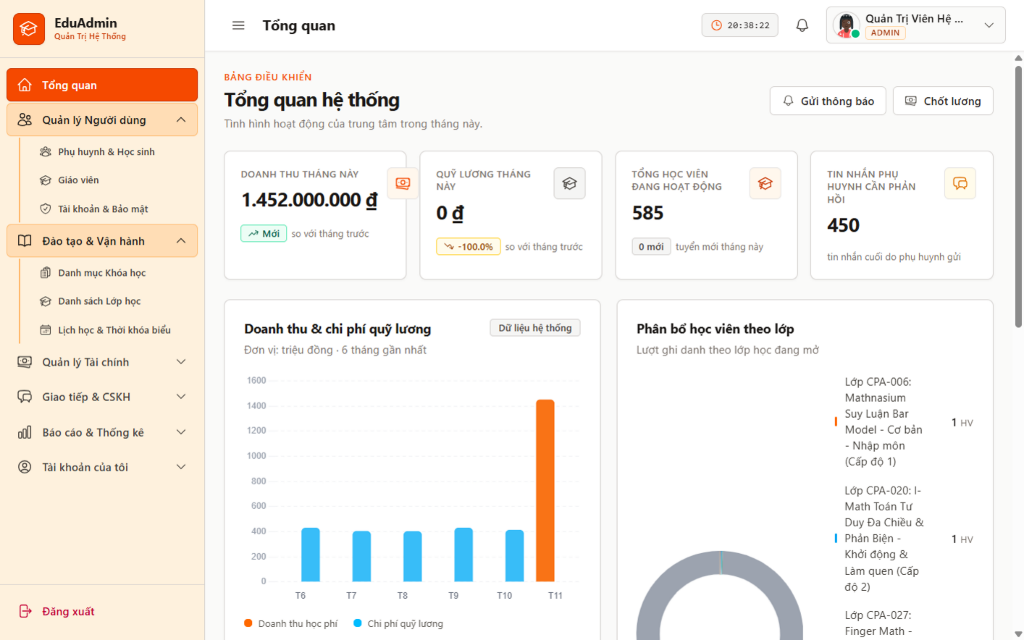 EduAdmin
Quản Trị Hệ Thống
Tổng quan
Quản lý Người dùng
Phụ huynh & Học sinh
Giáo viên
Tài khoản & Bảo mật
Đào tạo & Vận hành
Danh mục Khóa học
Danh sách Lớp học
Lịch học & Thời khóa biểu
Quản lý Tài chính
Giao tiếp & CSKH
Báo cáo & Thống kê
Tài khoản của tôi
Đăng xuất
Tổng quan
20:38:22
Quản Trị Viên Hệ ...
ADMIN
BẢNG ĐIỀU KHIỂN
Tổng quan hệ thống
Tình hình hoạt động của trung tâm trong tháng này.
Gửi thông báo
Chốt lương
DOANH THU THÁNG NÀY
1.452.000.000 ₫
Mới so với tháng trước
QUỸ LƯƠNG THÁNG
NÀY
0 ₫
-100.0% so với tháng trước
TỔNG HỌC VIÊN
ĐANG HOẠT ĐỘNG
585
0 mới tuyển mới tháng này
TIN NHẮN PHỤ
HUYNH CẦN PHẢN
HỒI
450
tin nhắn cuối do phụ huynh gửi
Doanh thu & chi phí quỹ lương
Dữ liệu hệ thống
Đơn vị: triệu đồng · 6 tháng gần nhất
1600
1400
1200
1000
800
600
400
200
0
T6 T7 T8 T9 T10 T11
Doanh thu học phí Chi phí quỹ lương
Phân bổ học viên theo lớp
Lượt ghi danh theo lớp học đang mở
Lớp CPA-006:
Mathnasium
Suy Luận Bar
Model - Cơ bản
- Nhập môn
(Cấp độ 1)
1 HV
Lớp CPA-020: I-
Math Toán Tư
Duy Đa Chiều &
Phản Biện -
Khởi động &
Làm quen (Cấp
độ 2)
1 HV
Lớp CPA-027:
Finger Math -